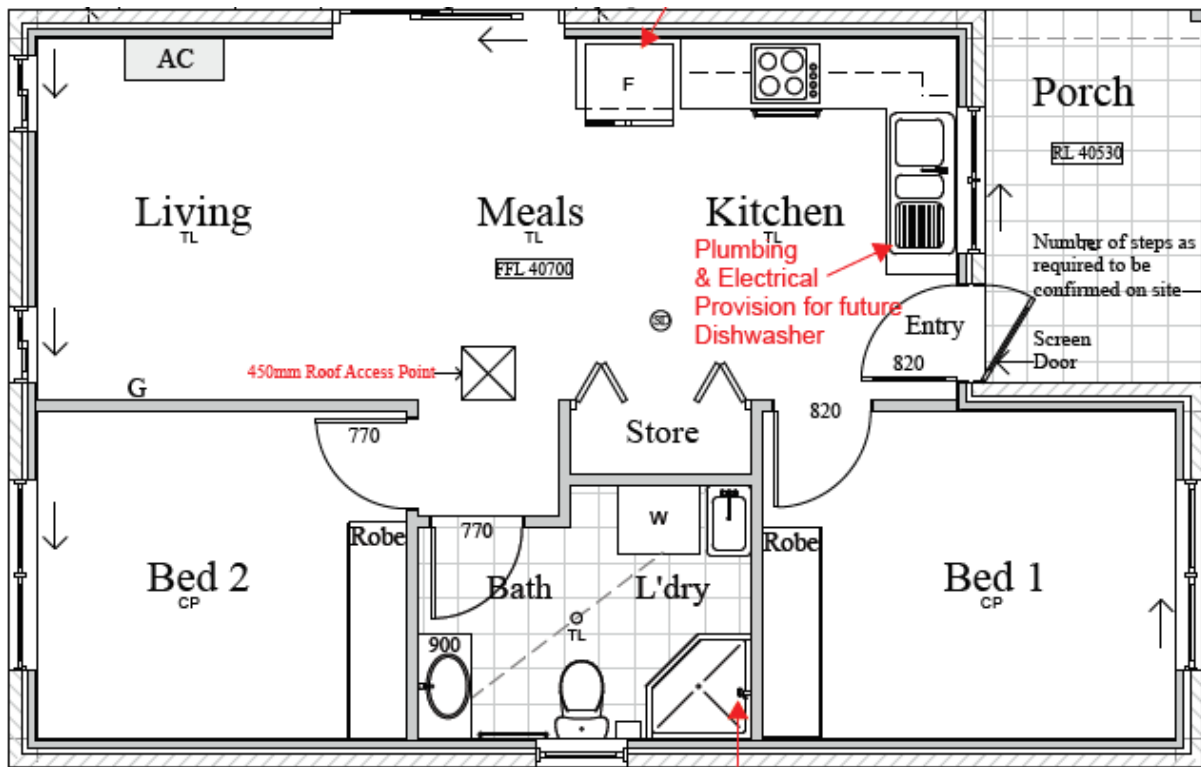 AC
F
Porch
RL 40530
Living
TL
Meals
TL
Kitchen
TL
FFL 40700
Plumbing
& Electrical
Provision for future
Dishwasher
Number of steps as
required to be
confirmed on site
SD
Entry
820
Screen
Door
450mm Roof Access Point
G
770
Store
820
W
770
Robe
Robe
Bed 2
CP
Bath
L'dry
TL
Bed 1
CP
900